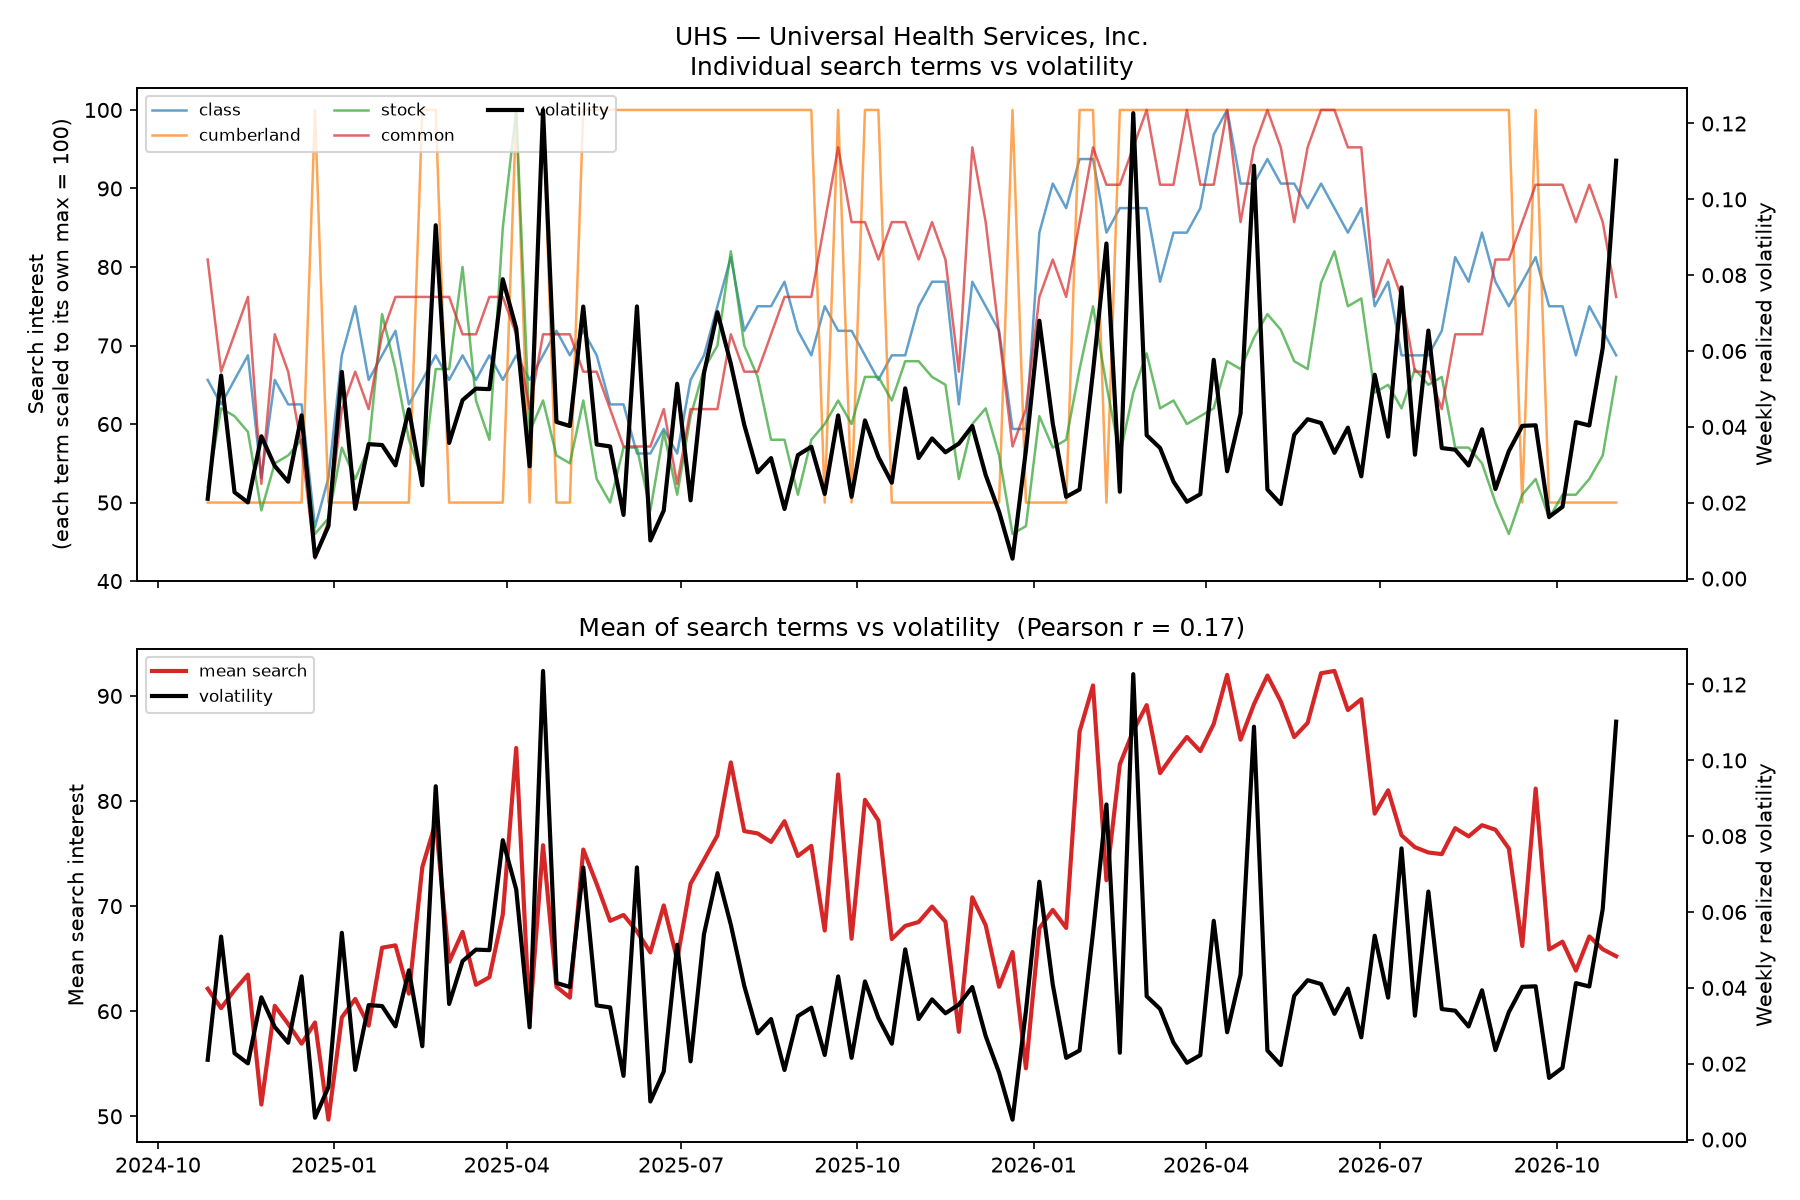 UHS — Universal Health Services, Inc.
Individual search terms vs volatility
class
cumberland
stock
common
volatility
Search interest
(each term scaled to its own max = 100)
100
90
80
70
60
50
40
0.12
0.10
0.08
0.06
0.04
0.02
0.00
Weekly realized volatility
Mean of search terms vs volatility (Pearson r = 0.17)
mean search
volatility
Mean search interest
90
80
70
60
50
0.12
0.10
0.08
0.06
0.04
0.02
0.00
Weekly realized volatility
2024-10 2025-01 2025-04 2025-07 2025-10 2026-01 2026-04 2026-07 2026-10